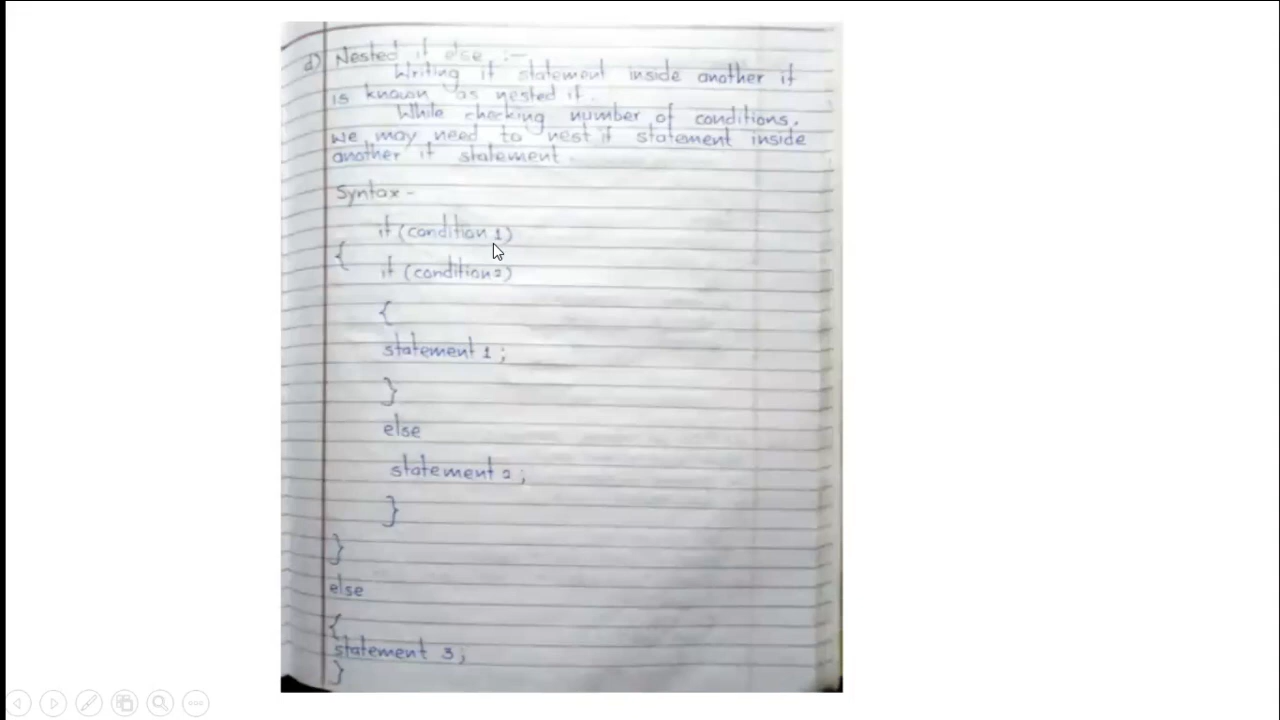 d) Nested if else :-
Writing if statement inside another if
is known as nested if.
While checking number of conditions,
we may need to nest if statement inside
another if statement.
Syntax -
if (condition 1)
{
if (condition 2)
{
statement 1 ;
}
else
statement 2 ;
}
}
else
{
statement 3 ;
}